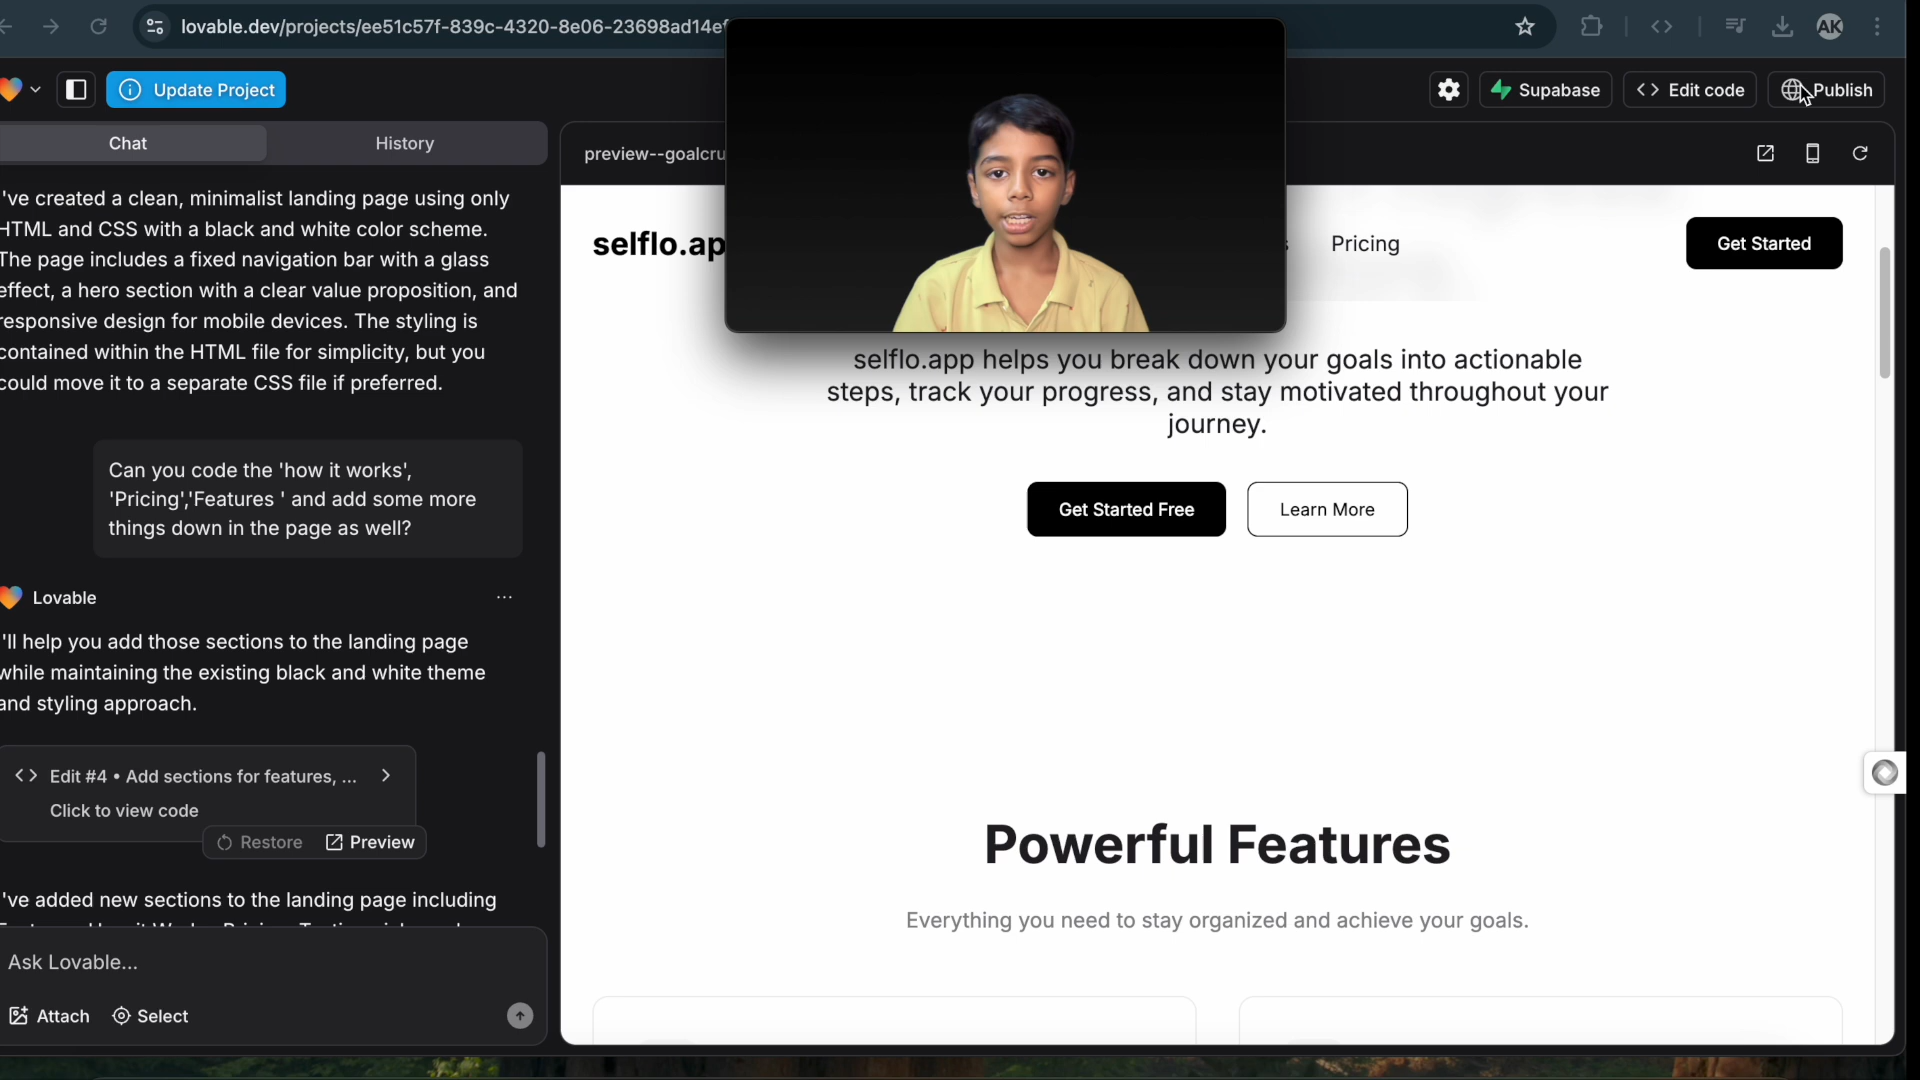 lovable.dev/projects/ee51c57f-839c-4320-8e06-23698ad14e
AK
Update Project
Supabase
Edit code
Publish
Chat
History
preview--goalcru
've created a clean, minimalist landing page using only
HTML and CSS with a black and white color scheme.
The page includes a fixed navigation bar with a glass
effect, a hero section with a clear value proposition, and
responsive design for mobile devices. The styling is
contained within the HTML file for simplicity, but you
could move it to a separate CSS file if preferred.
Can you code the 'how it works',
'Pricing','Features ' and add some more
things down in the page as well?
Lovable
...
'll help you add those sections to the landing page
while maintaining the existing black and white theme
and styling approach.
Edit #4 • Add sections for features, ...
Click to view code
Restore
Preview
've added new sections to the landing page including
Ask Lovable...
Attach
Select
selflo.ap
Pricing
Get Started
selflo.app helps you break down your goals into actionable
steps, track your progress, and stay motivated throughout your
journey.
Get Started Free
Learn More
Powerful Features
Everything you need to stay organized and achieve your goals.